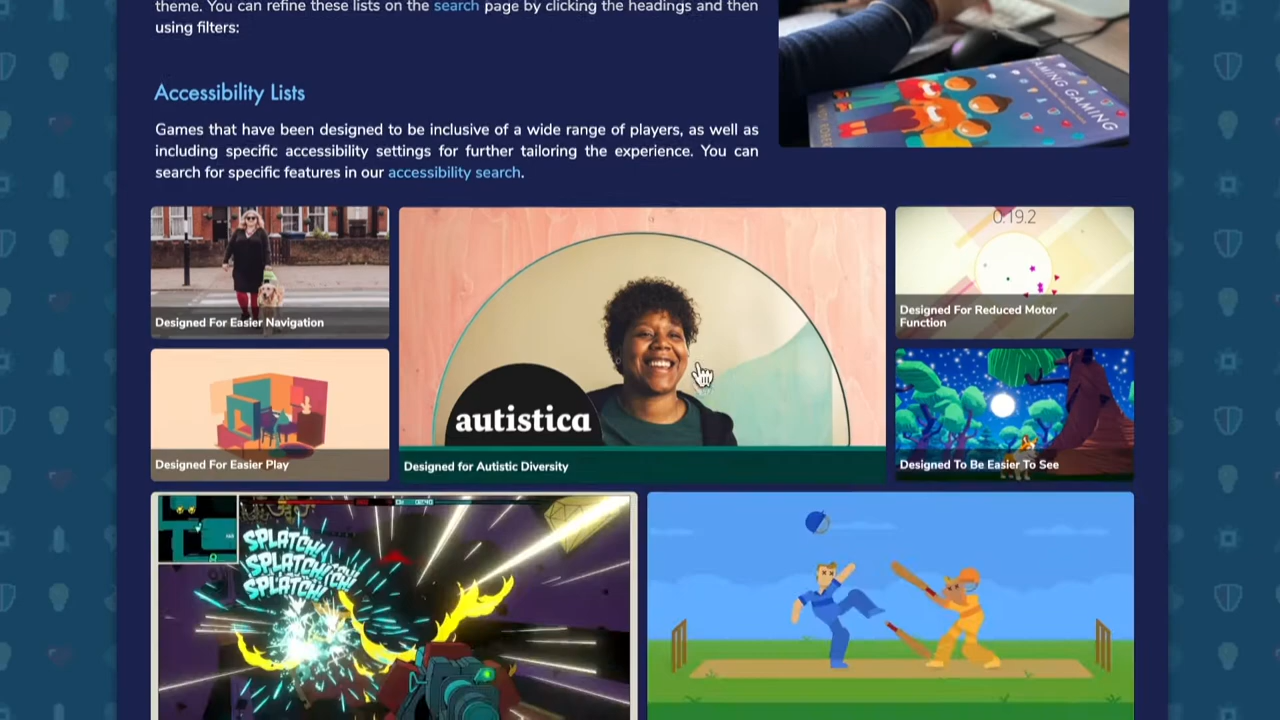 theme. You can refine these lists on the search page by clicking the headings and then
using filters:
Accessibility Lists
Games that have been designed to be inclusive of a wide range of players, as well as
including specific accessibility settings for further tailoring the experience. You can
search for specific features in our accessibility search.
TAMING GAMING
0:19.2
Designed For Easier Navigation
Designed For Reduced Motor
Function
autistica
Designed For Easier Play
Designed for Autistic Diversity
Designed To Be Easier To See
SPLATCH!
SPLATCH!
SPLATCH!